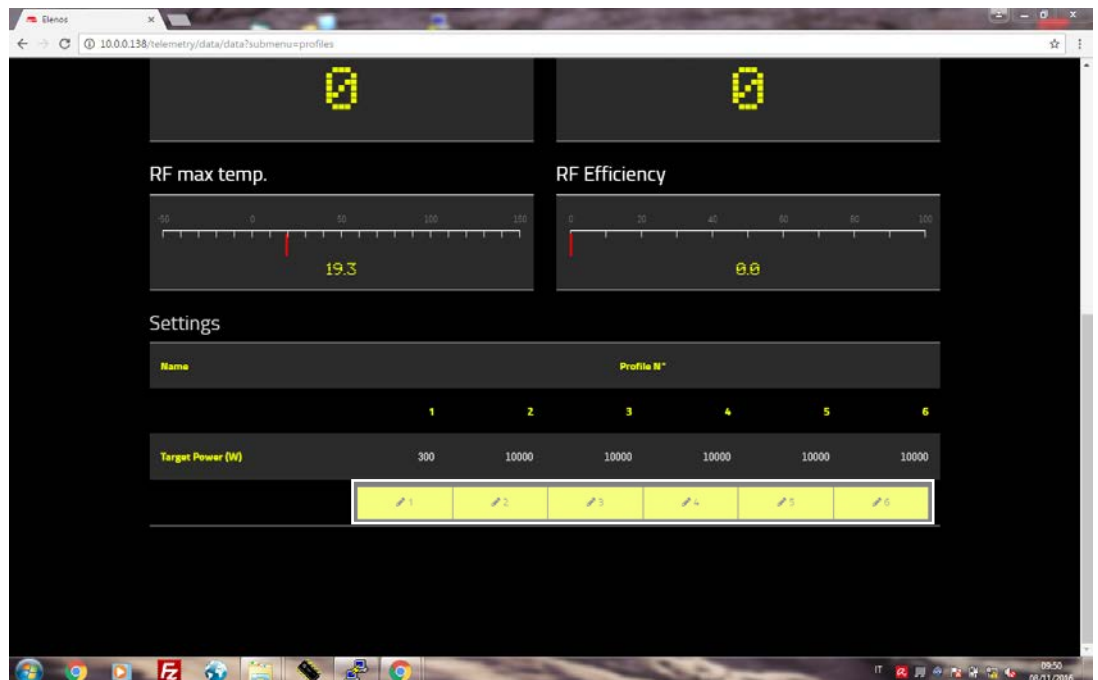 Elenos
10.0.0.138/telemetry/data/data?submenu=profiles
0 0
RF max temp. RF Efficiency
-50 0 50 100 150 0 20 40 60 80 100
19.3 0.0
Settings
Name Profile N°
1 2 3 4 5 6
Target Power (W) 300 10000 10000 10000 10000 10000
1 2 3 4 5 6
IT 09:50
08/11/2016